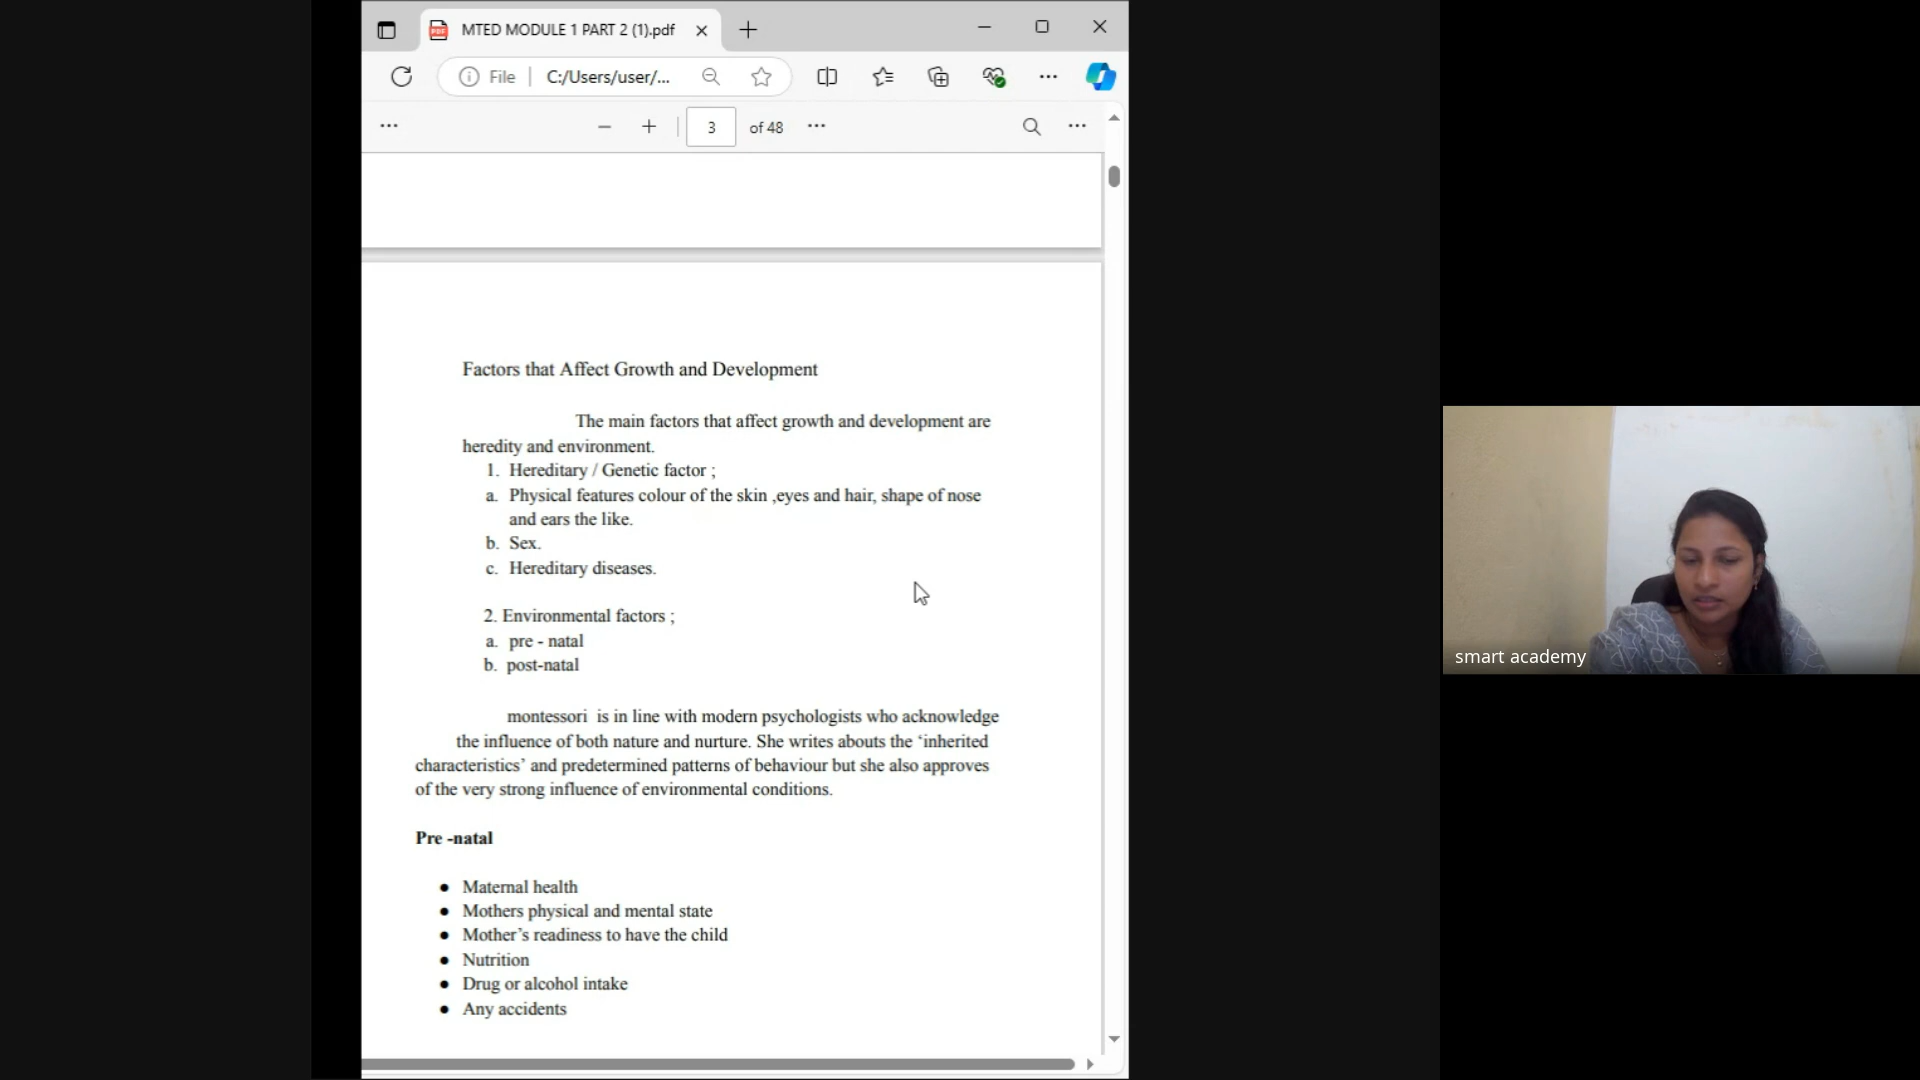 MTED MODULE 1 PART 2 (1).pdf
File C:/Users/user/...
3 of 48
Factors that Affect Growth and Development
The main factors that affect growth and development are
heredity and environment.
1. Hereditary / Genetic factor ;
a. Physical features colour of the skin ,eyes and hair, shape of nose
and ears the like.
b. Sex.
c. Hereditary diseases.
2. Environmental factors ;
a. pre - natal
b. post-natal
montessori is in line with modern psychologists who acknowledge
the influence of both nature and nurture. She writes abouts the ‘inherited
characteristics’ and predetermined patterns of behaviour but she also approves
of the very strong influence of environmental conditions.
Pre -natal
● Maternal health
● Mothers physical and mental state
● Mother’s readiness to have the child
● Nutrition
● Drug or alcohol intake
● Any accidents
smart academy